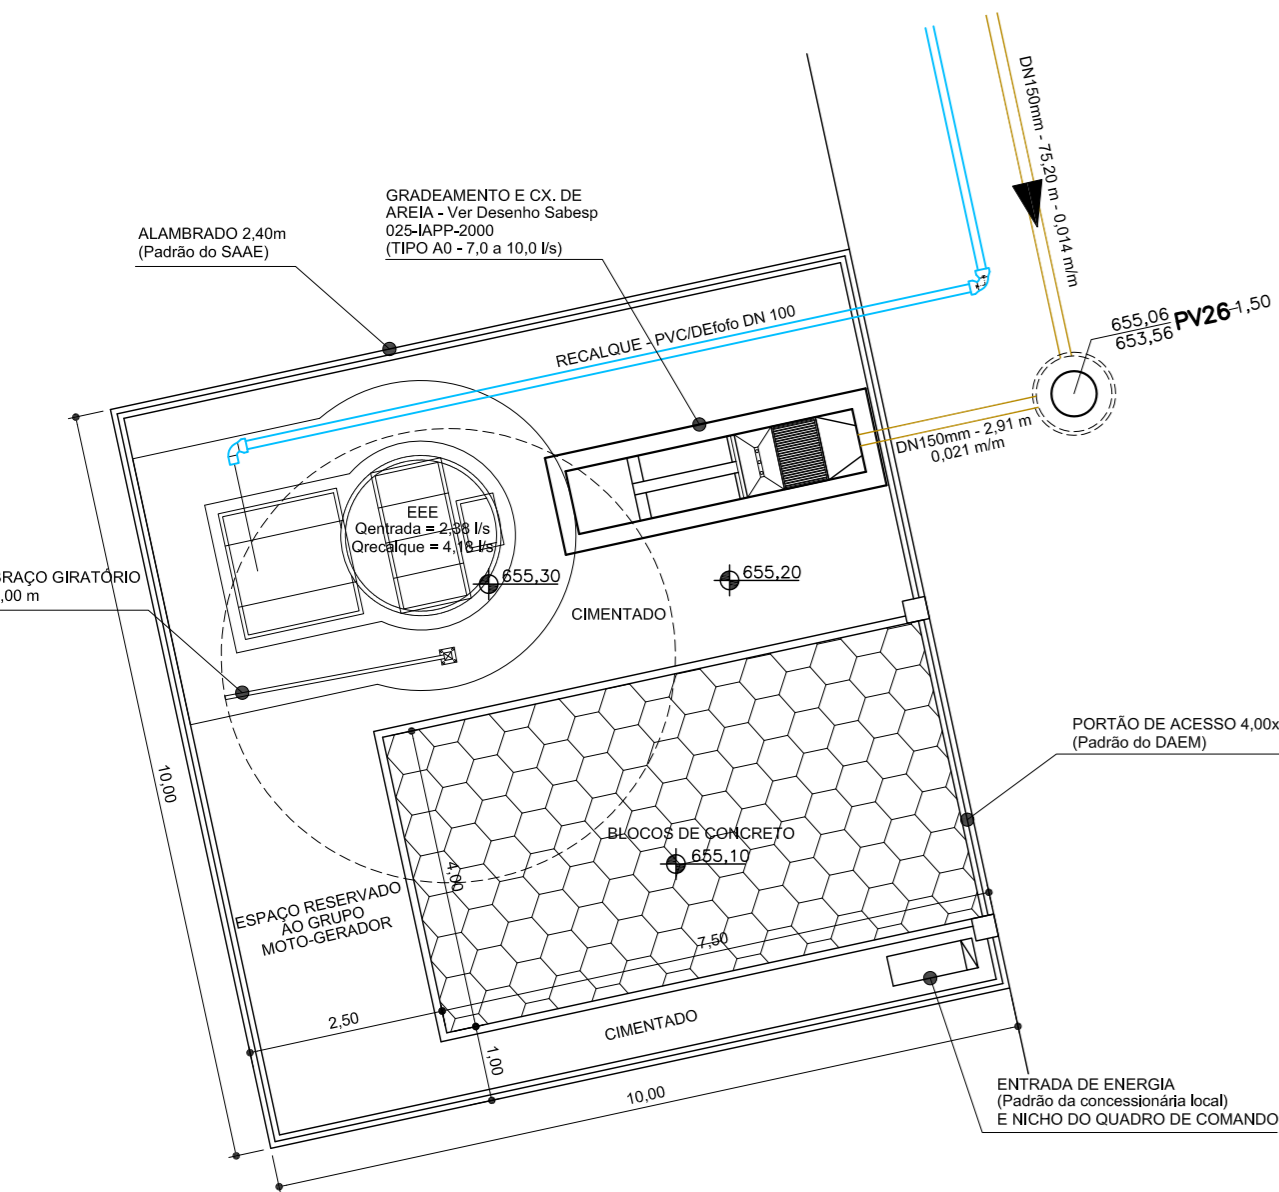 DN150mm - 75,20 m - 0,014 m/m
GRADEAMENTO E CX. DE
AREIA - Ver Desenho Sabesp
025-IAPP-2000
(TIPO A0 - 7,0 a 10,0 l/s)
ALAMBRADO 2,40m
(Padrão do SAAE)
RECALQUE - PVC/DEfofo DN 100
655,06
653,56
PV26
1,50
DN150mm - 2,91 m
0,021 m/m
EEE
Qentrada = 2,38 l/s
Qrecalque = 4,18 l/s
655,30
655,20
BRAÇO GIRATÓRIO
,00 m
CIMENTADO
PORTÃO DE ACESSO 4,00x
(Padrão do DAEM)
10,00
BLOCOS DE CONCRETO
655,10
4,00
ESPAÇO RESERVADO
AO GRUPO
MOTO-GERADOR
7,50
2,50
CIMENTADO
1,00
10,00
ENTRADA DE ENERGIA
(Padrão da concessionária local)
E NICHO DO QUADRO DE COMANDO